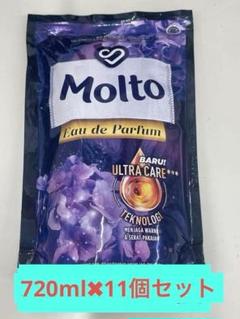 Molto
Eau de Parfum
BARU!
ULTRA CARE***
TEKNOLOGI
MENJAGA WARNA
& SERAT PAKAIAN
720ml✖11個セット